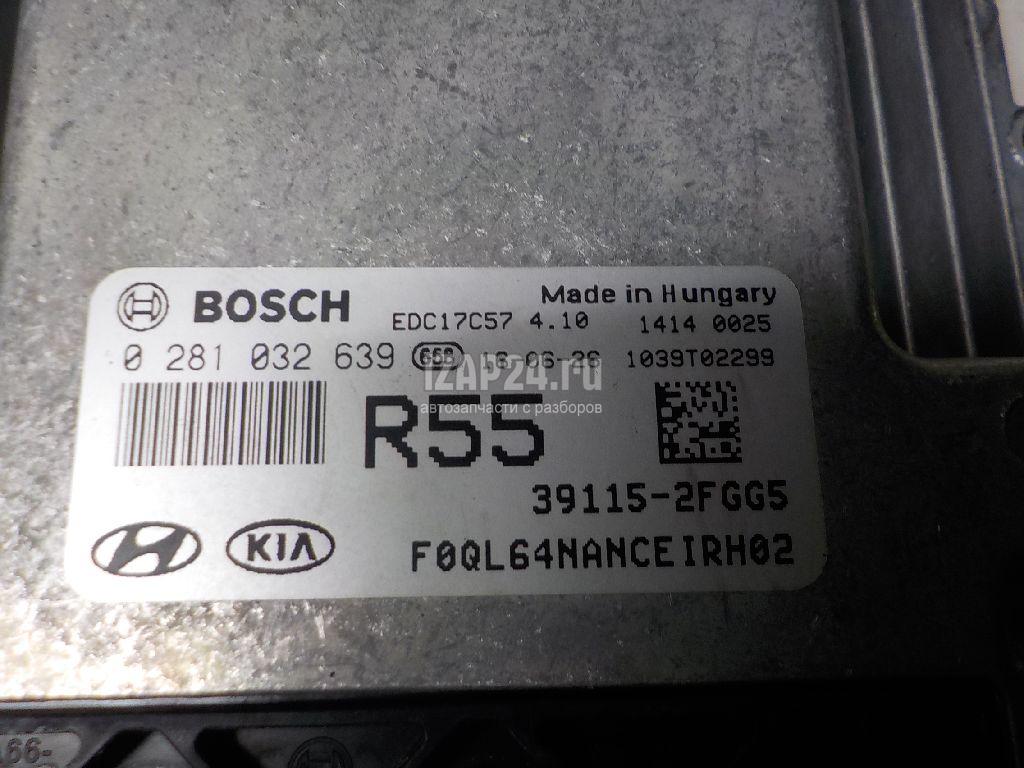 BOSCH
Made in Hungary
EDC17C57 4.10
1414 0025
0 281 032 639
16-06-26
1039T02299
IZAP24.ru
автозапчасти с разборов
R55
39115-2FGG5
KIA
F0QL64NANCEIRH02
66-